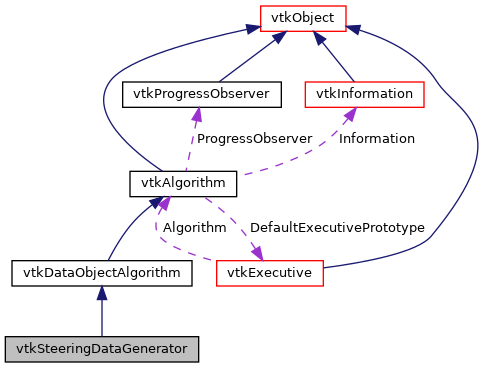 vtkObject
vtkProgressObserver
vtkInformation
ProgressObserver
Information
vtkAlgorithm
Algorithm
DefaultExecutivePrototype
vtkDataObjectAlgorithm
vtkExecutive
vtkSteeringDataGenerator